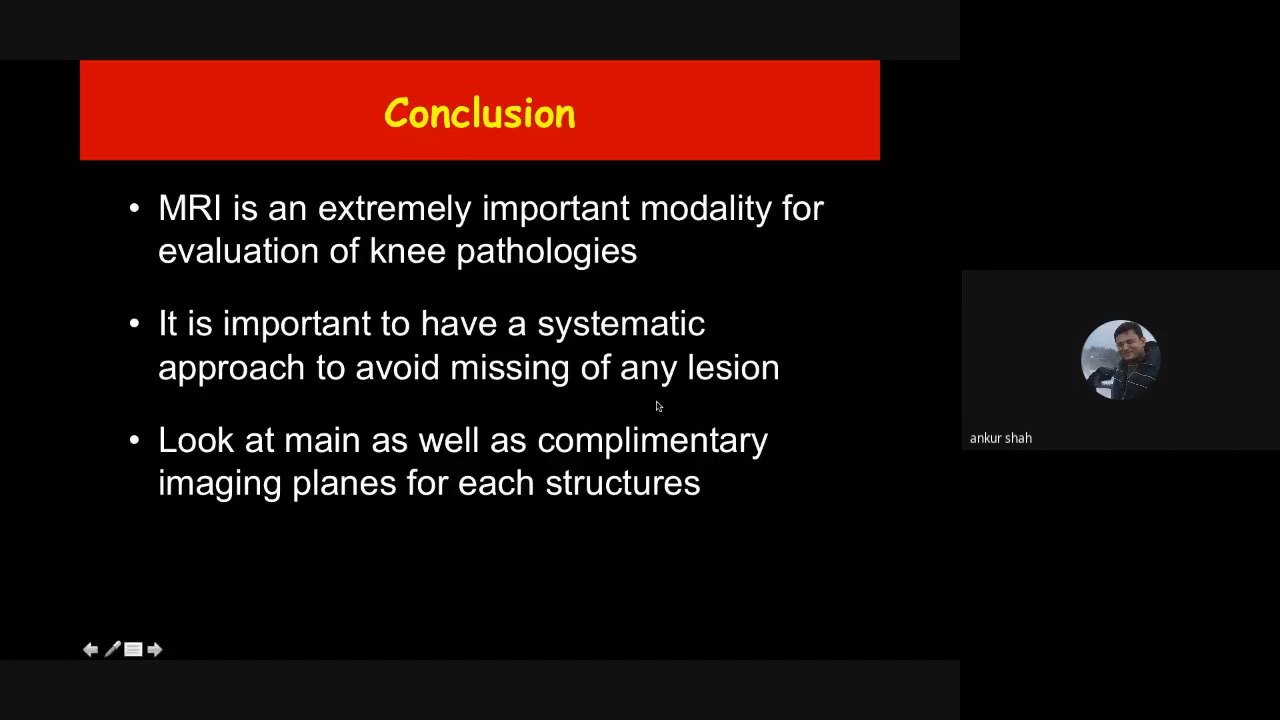 Conclusion
• MRI is an extremely important modality for
evaluation of knee pathologies
• It is important to have a systematic
approach to avoid missing of any lesion
• Look at main as well as complimentary
imaging planes for each structures
ankur shah